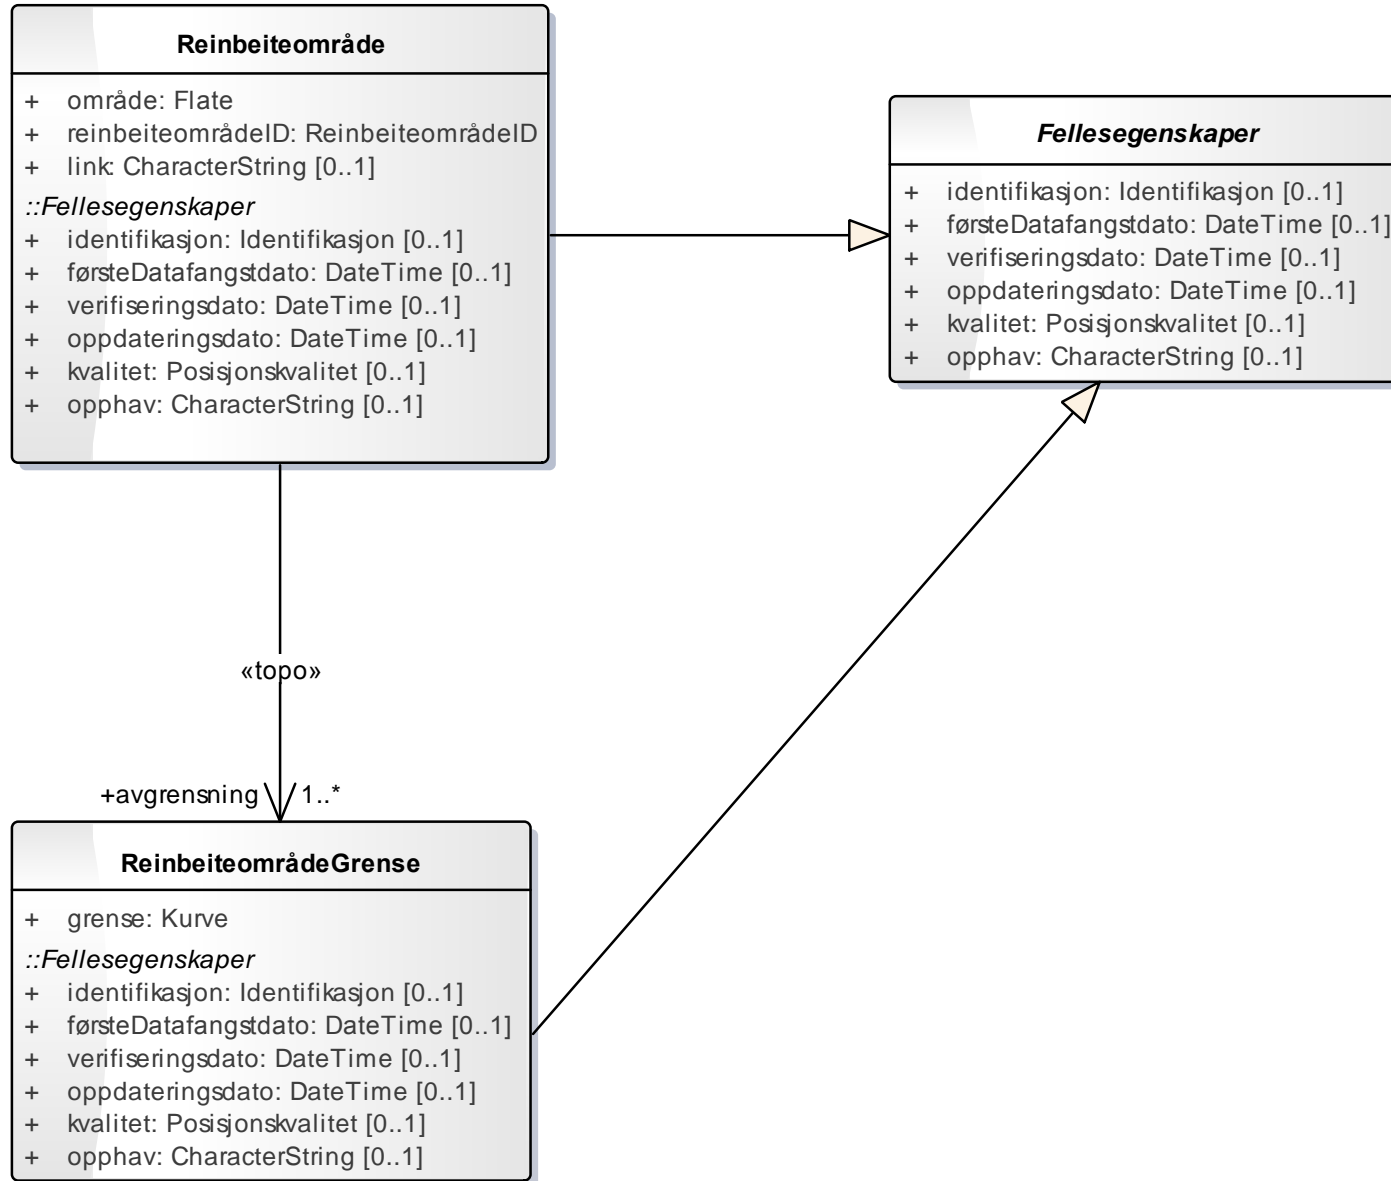 Reinbeiteområde
+ område: Flate
+ reinbeiteområdeID: ReinbeiteområdeID
+ link: CharacterString [0..1]
::Fellesegenskaper
+ identifikasjon: Identifikasjon [0..1]
+ førsteDatafangstdato: DateTime [0..1]
+ verifiseringsdato: DateTime [0..1]
+ oppdateringsdato: DateTime [0..1]
+ kvalitet: Posisjonskvalitet [0..1]
+ opphav: CharacterString [0..1]
Fellesegenskaper
+ identifikasjon: Identifikasjon [0..1]
+ førsteDatafangstdato: DateTime [0..1]
+ verifiseringsdato: DateTime [0..1]
+ oppdateringsdato: DateTime [0..1]
+ kvalitet: Posisjonskvalitet [0..1]
+ opphav: CharacterString [0..1]
«topo»
+avgrensning 1..*
ReinbeiteområdeGrense
+ grense: Kurve
::Fellesegenskaper
+ identifikasjon: Identifikasjon [0..1]
+ førsteDatafangstdato: DateTime [0..1]
+ verifiseringsdato: DateTime [0..1]
+ oppdateringsdato: DateTime [0..1]
+ kvalitet: Posisjonskvalitet [0..1]
+ opphav: CharacterString [0..1]